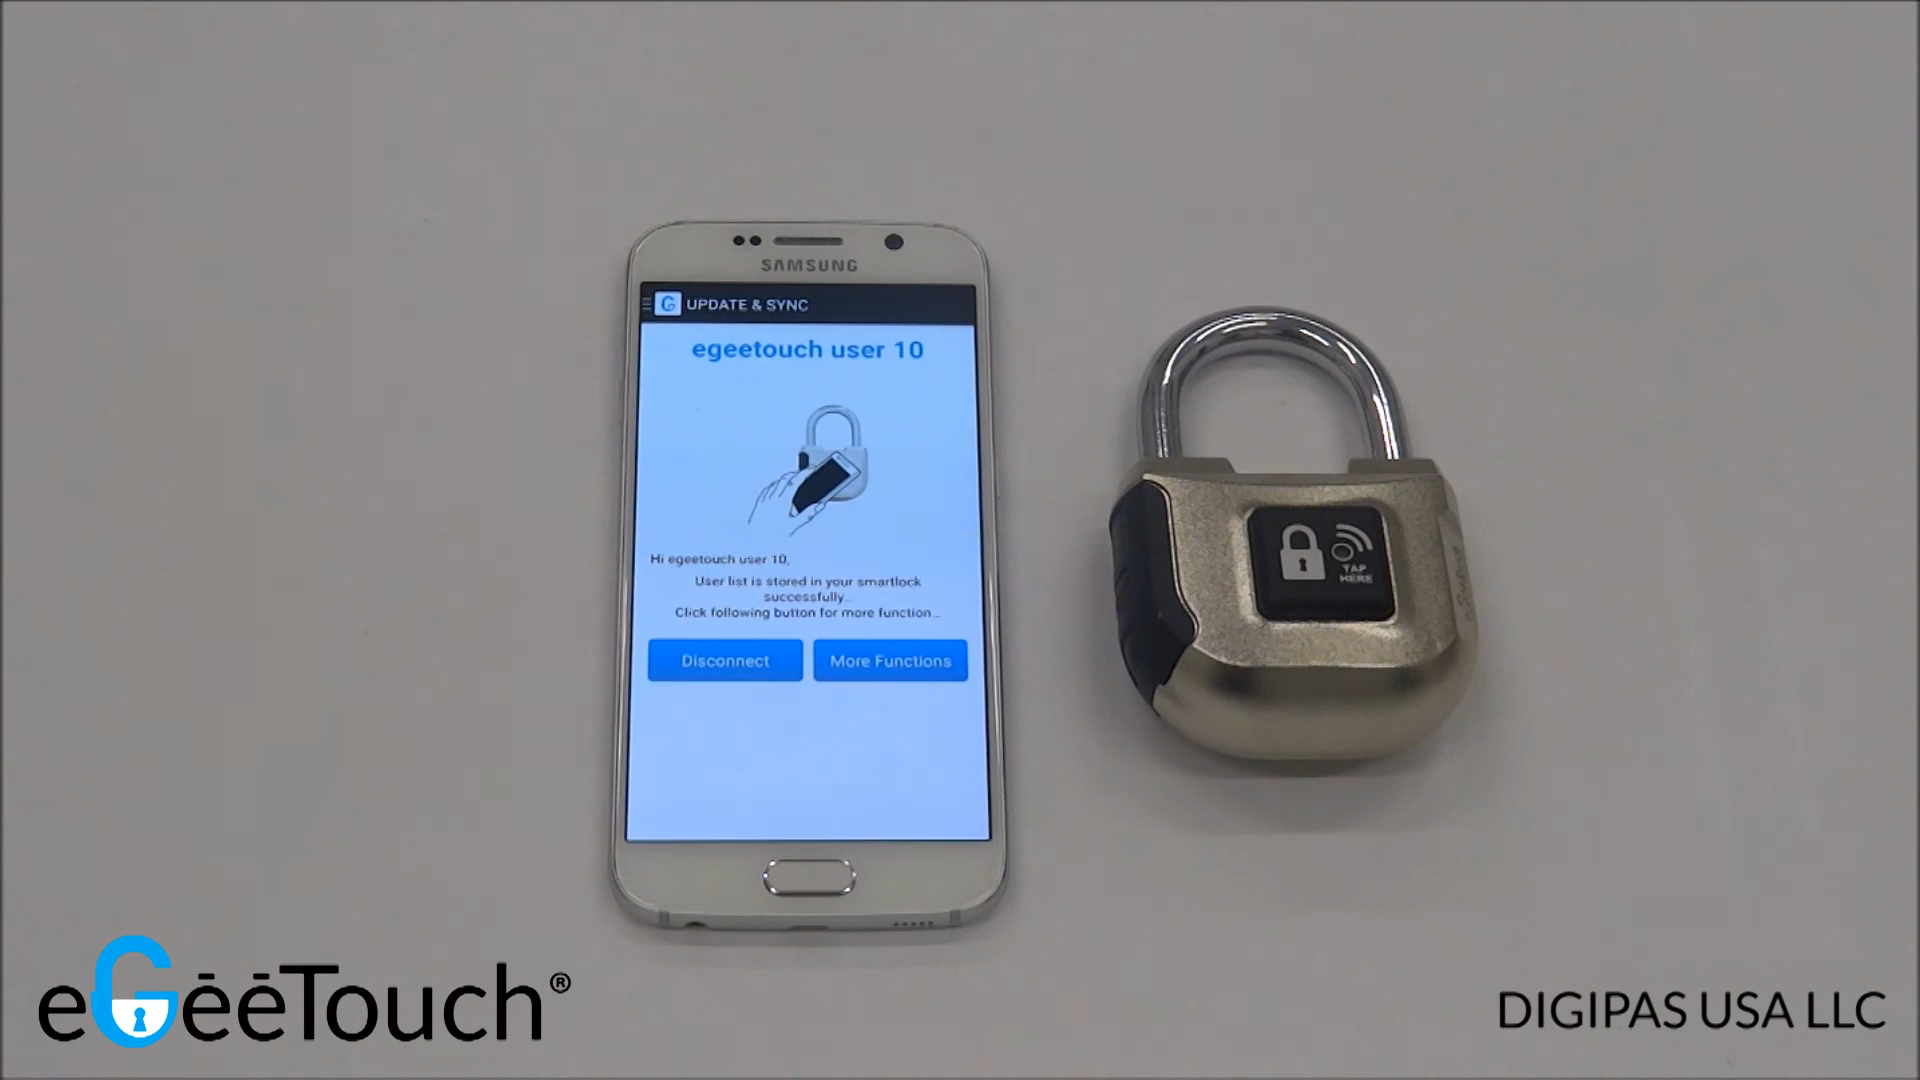 SAMSUNG
UPDATE & SYNC
egeetouch user 10
Hi egeetouch user 10,
User list is stored in your smartlock
successfully...
Click following button for more function...
Disconnect
More Functions
TAP
HERE
eGēēTouch®
DIGIPAS USA LLC